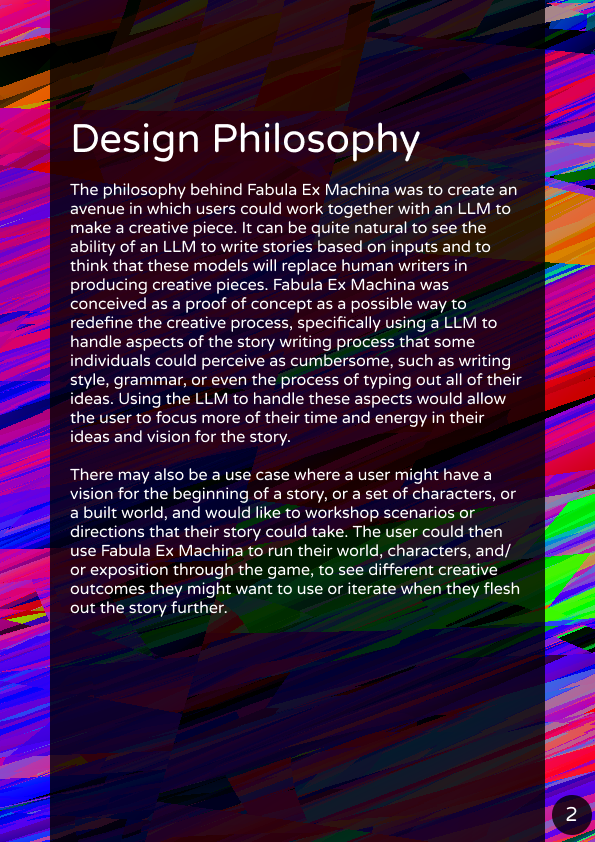 Design Philosophy
The philosophy behind Fabula Ex Machina was to create an
avenue in which users could work together with an LLM to
make a creative piece. It can be quite natural to see the
ability of an LLM to write stories based on inputs and to
think that these models will replace human writers in
producing creative pieces. Fabula Ex Machina was
conceived as a proof of concept as a possible way to
redefine the creative process, specifically using a LLM to
handle aspects of the story writing process that some
individuals could perceive as cumbersome, such as writing
style, grammar, or even the process of typing out all of their
ideas. Using the LLM to handle these aspects would allow
the user to focus more of their time and energy in their
ideas and vision for the story.
There may also be a use case where a user might have a
vision for the beginning of a story, or a set of characters, or
a built world, and would like to workshop scenarios or
directions that their story could take. The user could then
use Fabula Ex Machina to run their world, characters, and/
or exposition through the game, to see different creative
outcomes they might want to use or iterate when they flesh
out the story further.
2